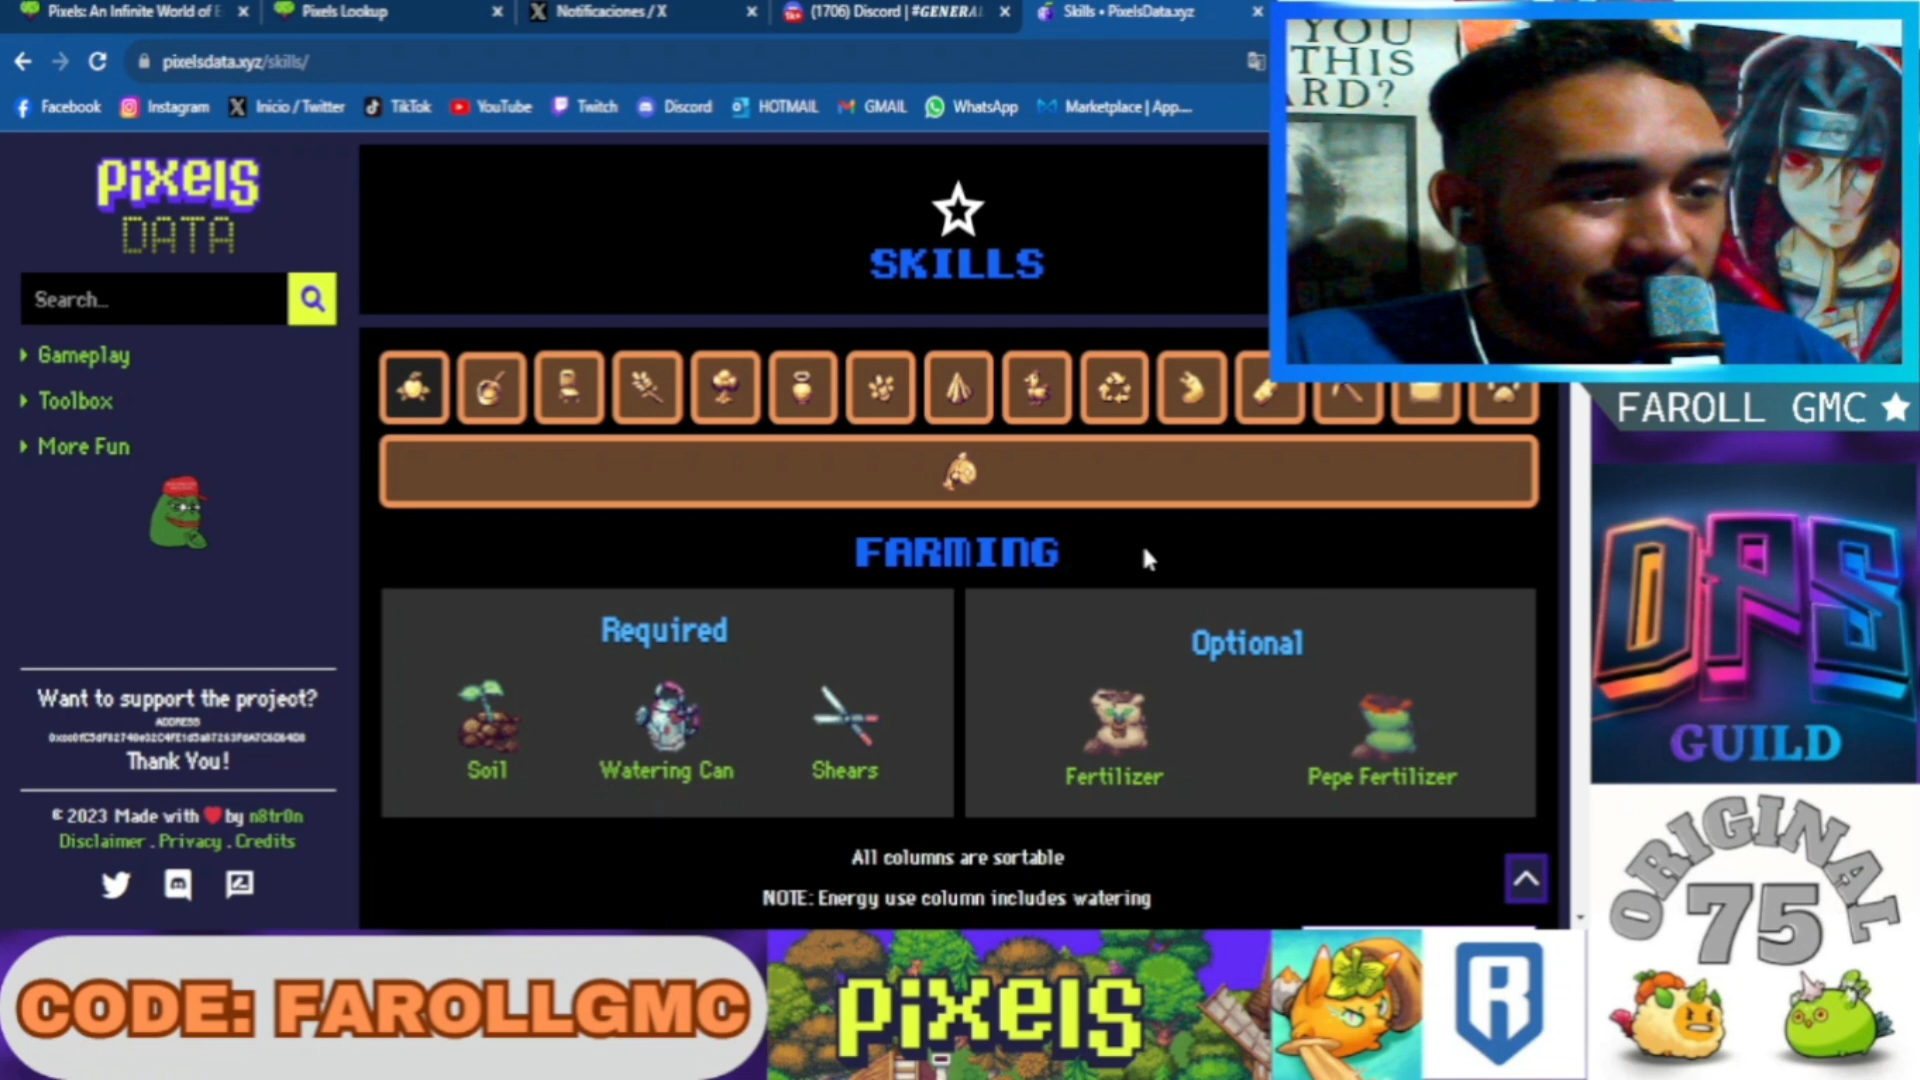 Pixels: An Infinite World of E
Pixels Lookup
Notificaciones / X
(1706) Discord | #GENERAL
Skills • PixelsData.xyz
pixelsdata.xyz/skills/
Facebook
Instagram
Inicio / Twitter
TikTok
YouTube
Twitch
Discord
HOTMAIL
GMAIL
WhatsApp
Marketplace | App....
YOU
THIS
ARD?
pixels
DATA
Search...
Gameplay
Toolbox
More Fun
SKILLS
FARMING
Required
Soil
Watering Can
Shears
Optional
Fertilizer
Pepe Fertilizer
All columns are sortable
NOTE: Energy use column includes watering
Want to support the project?
ADDRESS
Thank You!
© 2023 Made with ❤ by n8tr0n
Disclaimer . Privacy . Credits
FAROLL GMC
GUILD
ORIGINAL
75
CODE: FAROLLGMC
pixels
R